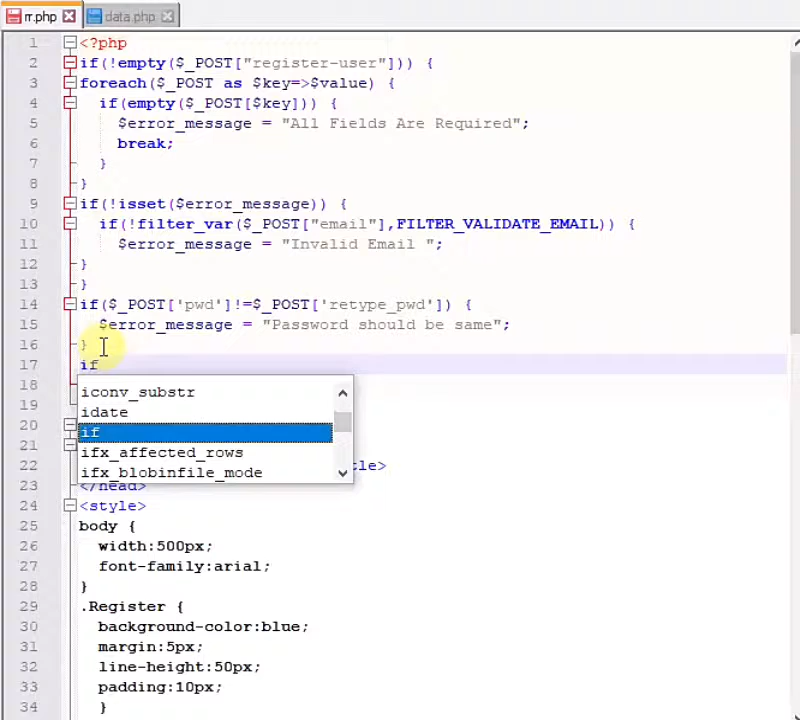 rr.php data.php
1 <?php
2 if(!empty($_POST["register-user"])) {
3 foreach($_POST as $key=>$value) {
4 if(empty($_POST[$key])) {
5 $error_message = "All Fields Are Required";
6 break;
7 }
8 }
9 if(!isset($error_message)) {
10 if(!filter_var($_POST["email"],FILTER_VALIDATE_EMAIL)) {
11 $error_message = "Invalid Email ";
12 }
13 }
14 if($_POST['pwd']!=$_POST['retype_pwd']) {
15 $error_message = "Password should be same";
16 }
17 if
18
iconv_substr
19
idate
20
if
21
ifx_affected_rows
22 tle>
ifx_blobinfile_mode
23 </head>
24 <style>
25 body {
26 width:500px;
27 font-family:arial;
28 }
29 .Register {
30 background-color:blue;
31 margin:5px;
32 line-height:50px;
33 padding:10px;
34 }